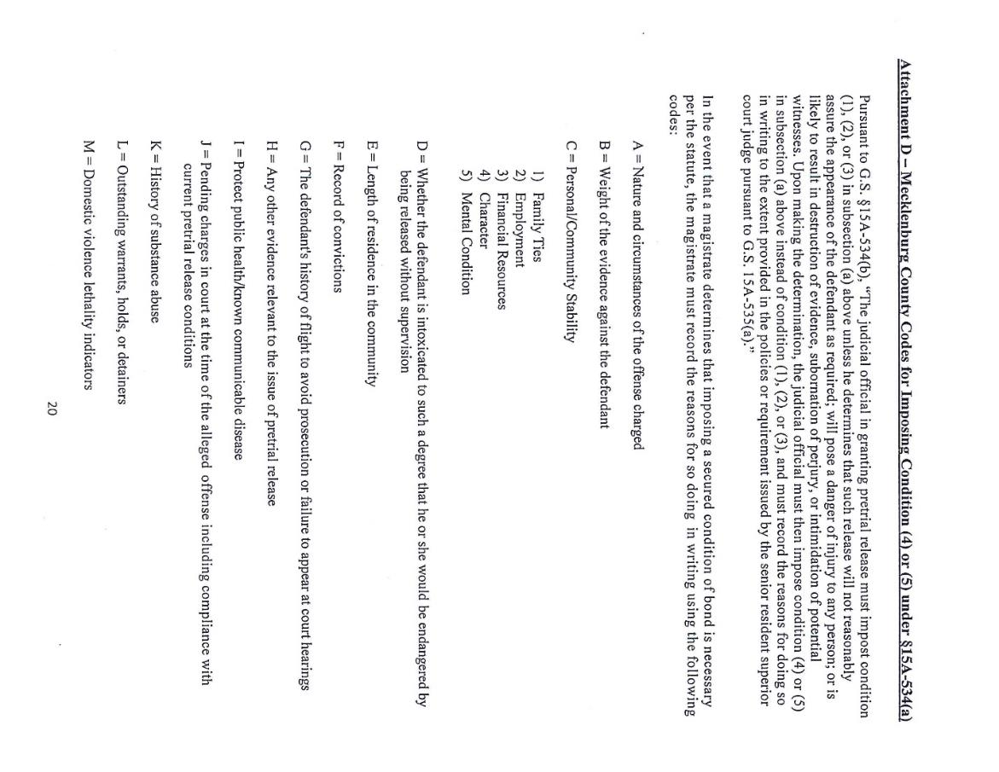 Attachment D – Mecklenburg County Codes for Imposing Condition (4) or (5) under §15A-534(a)
Pursuant to G.S. §15A-534(b), “The judicial official in granting pretrial release must impost condition
(1), (2), or (3) in subsection (a) above unless he determines that such release will not reasonably
assure the appearance of the defendant as required; will pose a danger of injury to any person; or is
likely to result in destruction of evidence, subornation of perjury, or intimidation of potential
witnesses. Upon making the determination, the judicial official must then impose condition (4) or (5)
in subsection (a) above instead of condition (1), (2), or (3), and must record the reasons for doing so
in writing to the extent provided in the policies or requirement issued by the senior resident superior
court judge pursuant to G.S. 15A-535(a).”
In the event that a magistrate determines that imposing a secured condition of bond is necessary
per the statute, the magistrate must record the reasons for so doing in writing using the following
codes:
A = Nature and circumstances of the offense charged
B = Weight of the evidence against the defendant
C = Personal/Community Stability
1) Family Ties
2) Employment
3) Financial Resources
4) Character
5) Mental Condition
D = Whether the defendant is intoxicated to such a degree that he or she would be endangered by
being released without supervision
E = Length of residence in the community
F = Record of convictions
G = The defendant's history of flight to avoid prosecution or failure to appear at court hearings
H = Any other evidence relevant to the issue of pretrial release
I = Protect public health/known communicable disease
J = Pending charges in court at the time of the alleged offense including compliance with
current pretrial release conditions
K = History of substance abuse
L = Outstanding warrants, holds, or detainers
M = Domestic violence lethality indicators
20